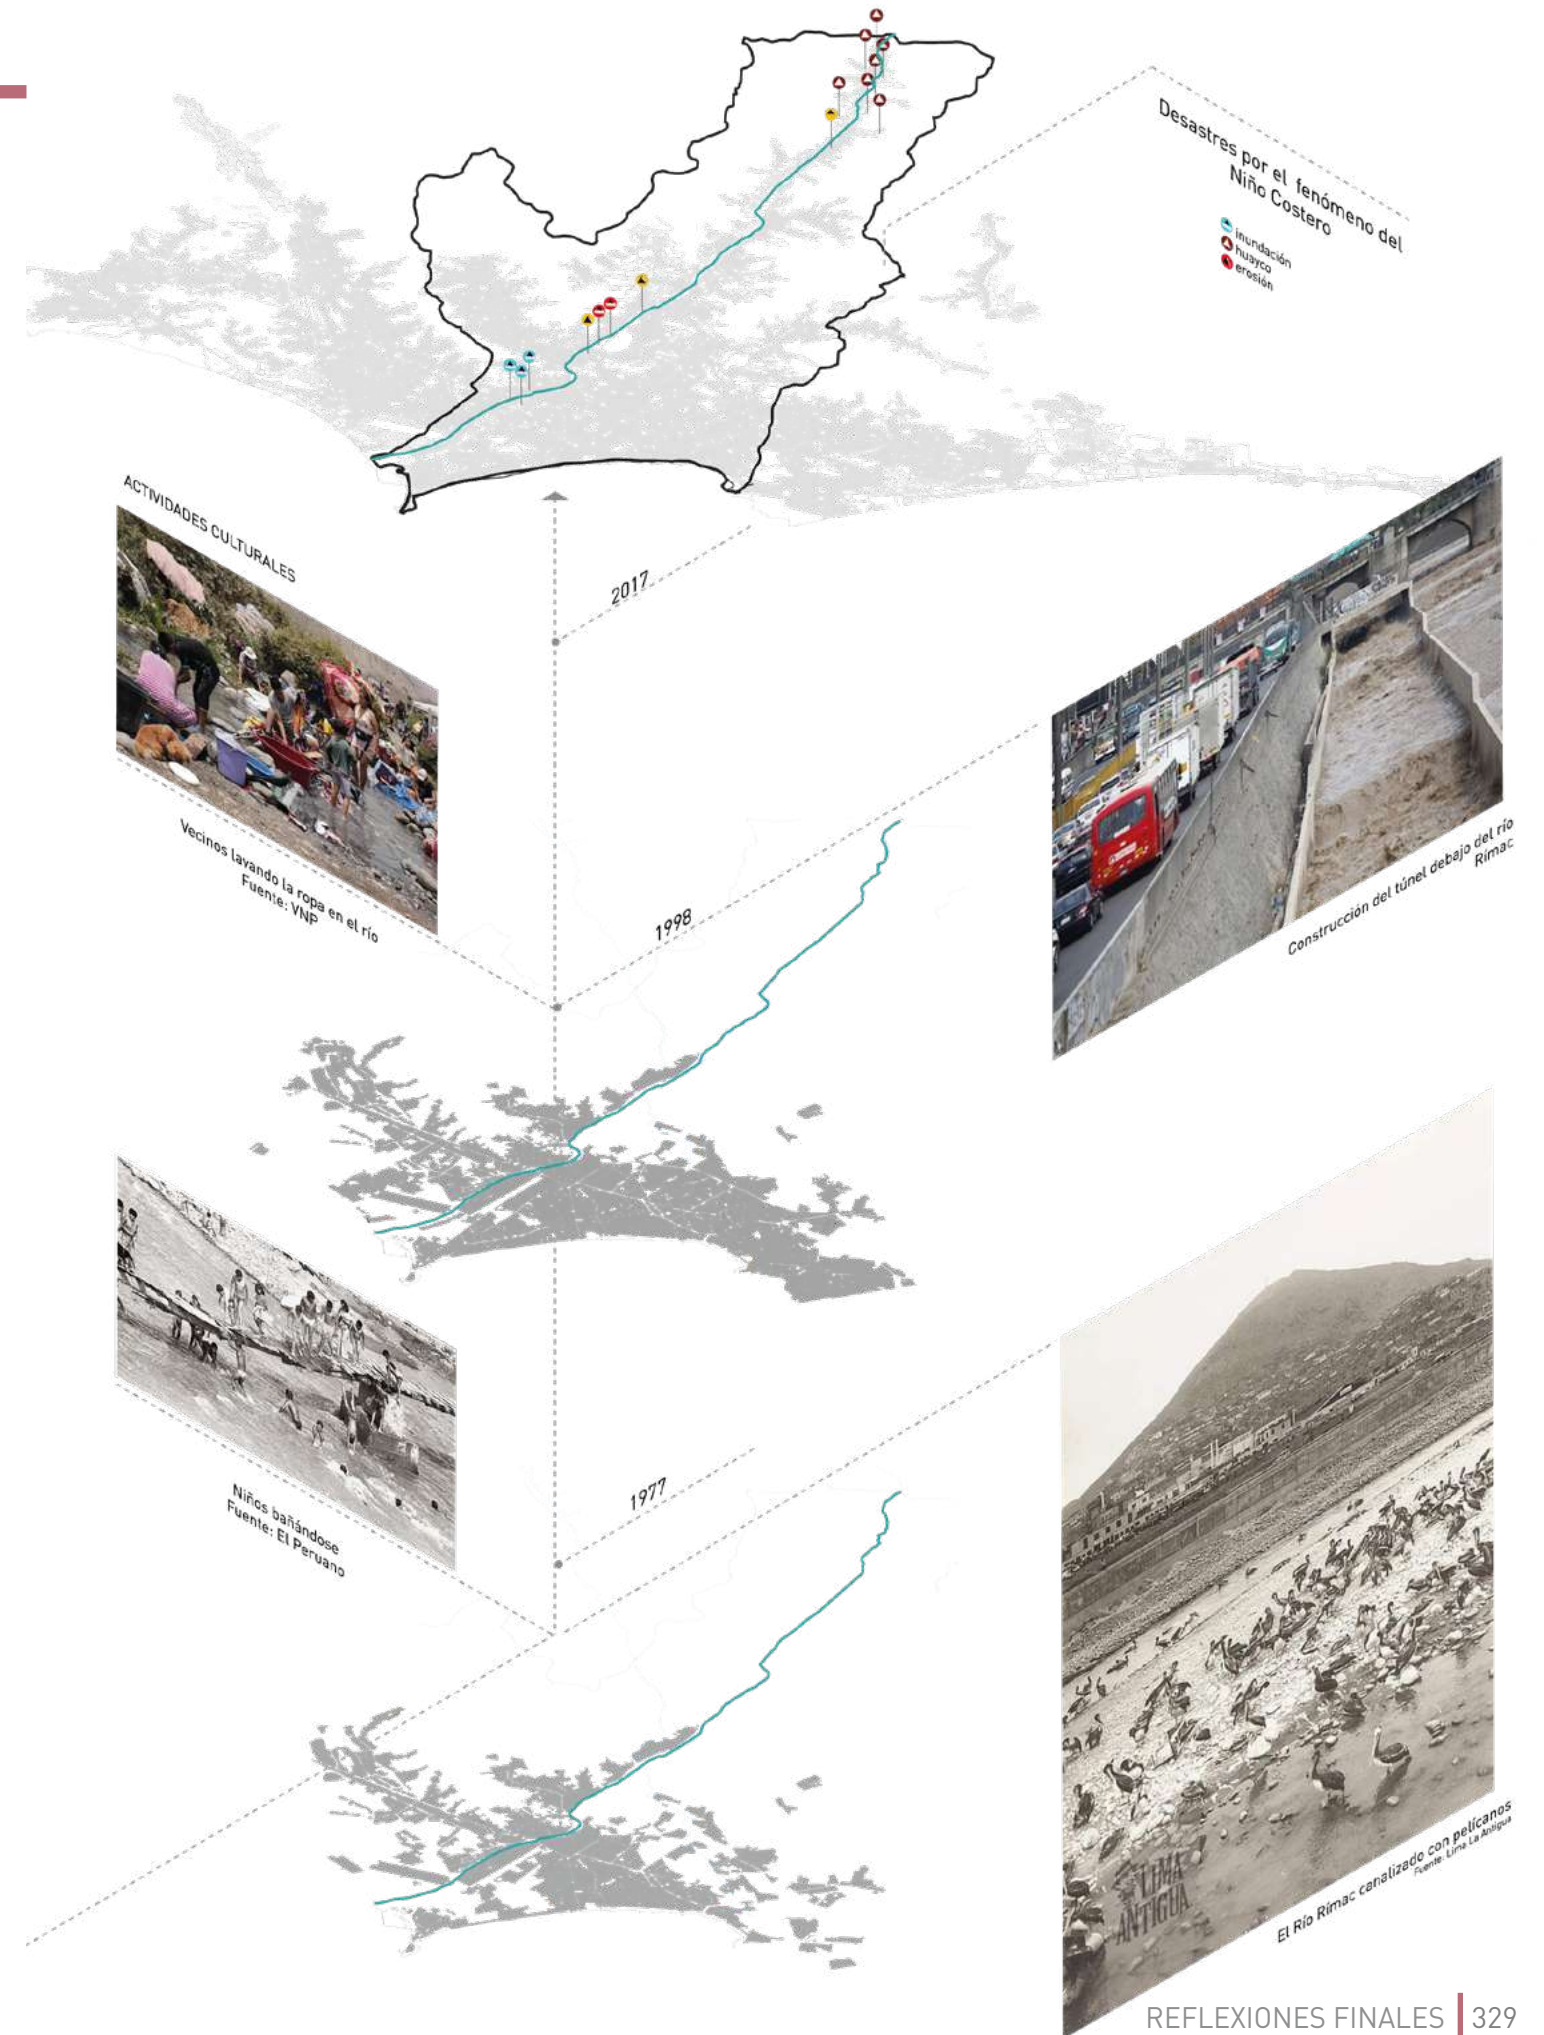 Desastres por el fenómeno del
Niño Costero
inundación
huayco
erosión
ACTIVIDADES CULTURALES
2017
Vecinos lavando la ropa en el río
Fuente: VNP
1998
Construcción del túnel debajo del río
Rímac
Niños bañándose
Fuente: El Peruano
1977
LIMA
ANTIGUA
El Río Rímac canalizado con pelícanos
Fuente: Lima La Antigua
REFLEXIONES FINALES
329